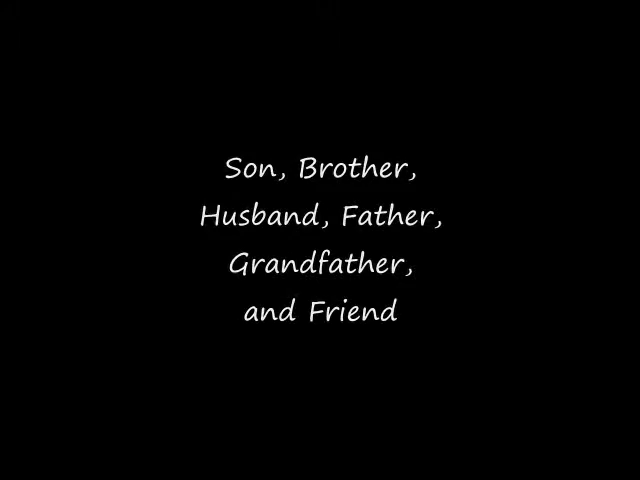 Son, Brother,
Husband, Father,
Grandfather,
and Friend